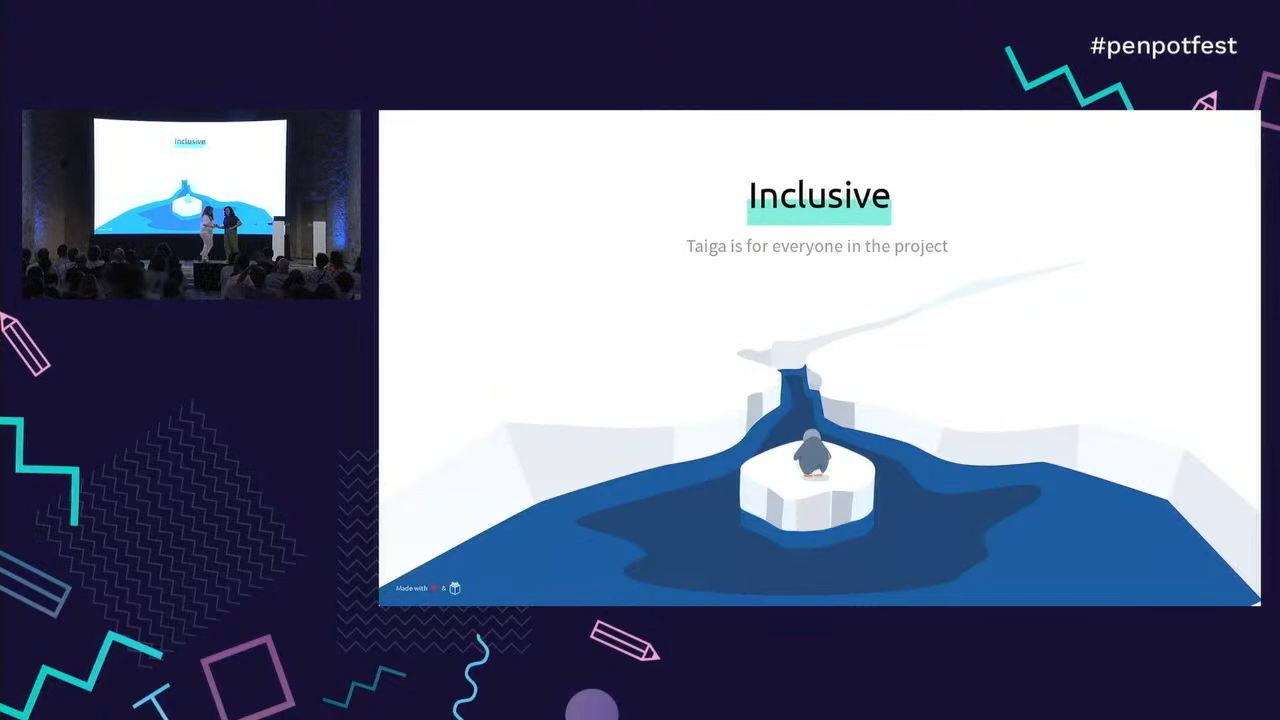 #penpotfest
Inclusive
Inclusive
Taiga is for everyone in the project
Made with &